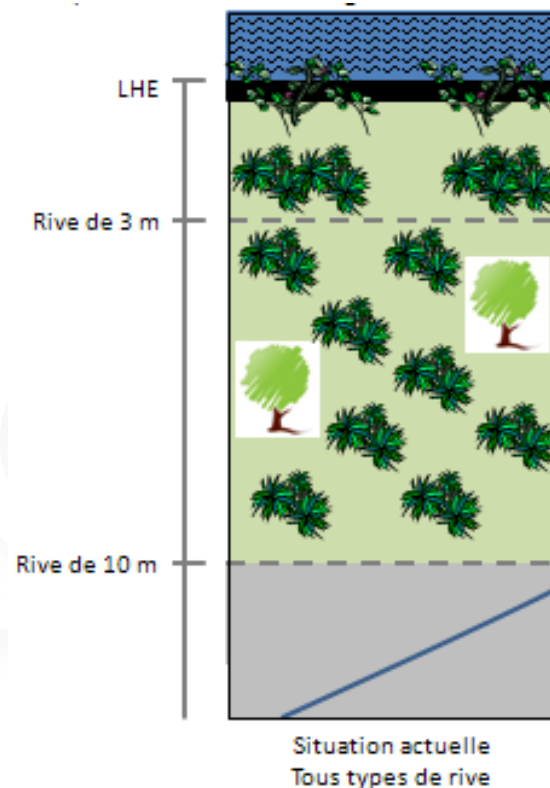 LHE
Rive de 3 m
Rive de 10 m
Situation actuelle
Tous types de rive